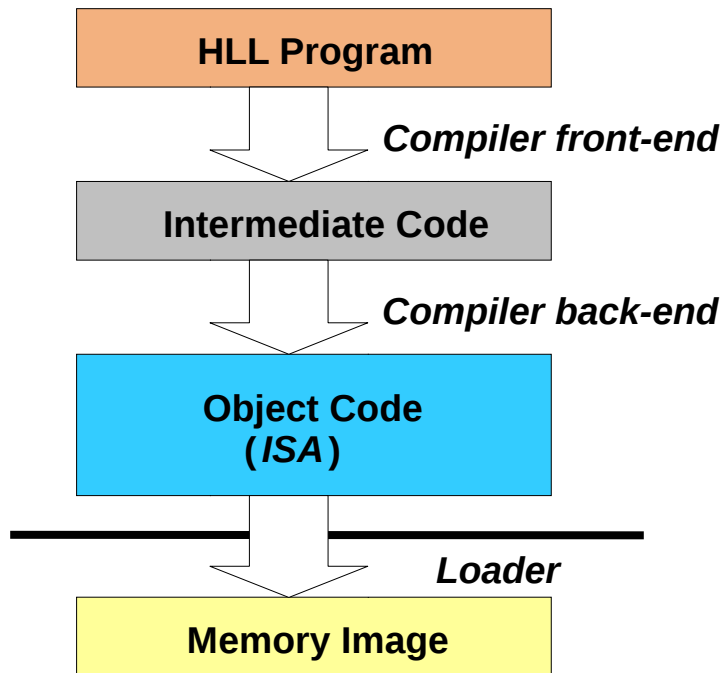 HLL Program
Compiler front-end
Intermediate Code
Compiler back-end
Object Code
(ISA)
Loader
Memory Image